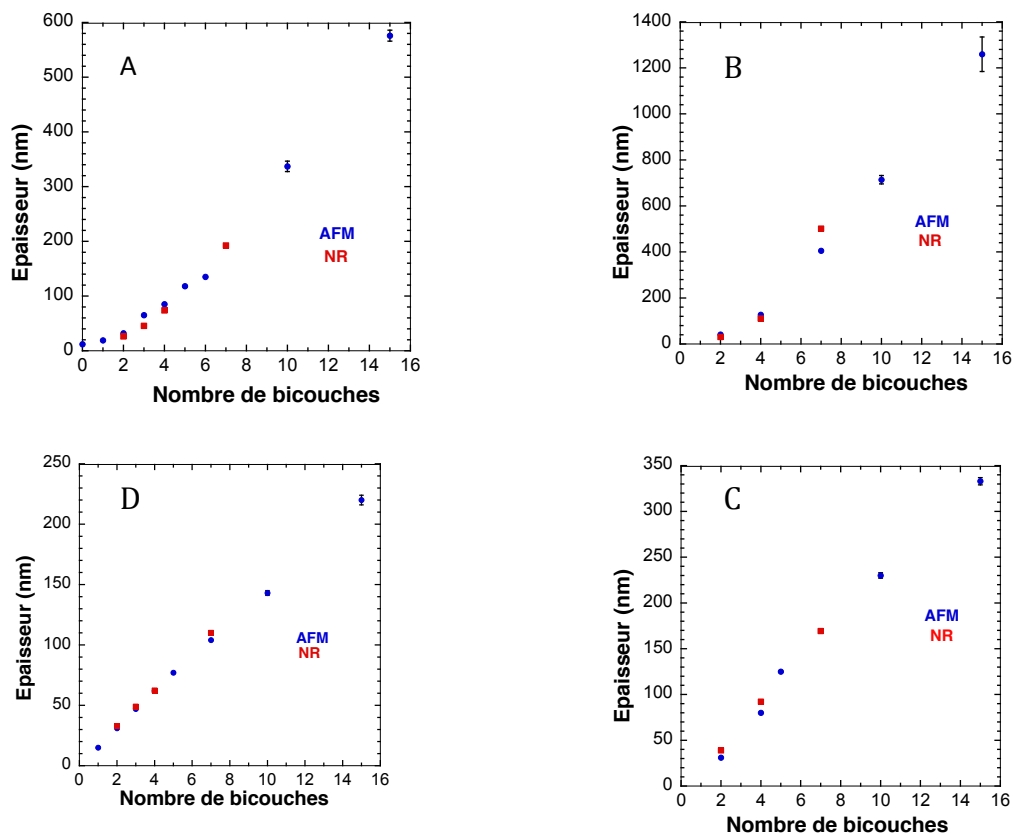 A
600
500
400
300
200
100
0
Epaisseur (nm)
AFM
NR
0 2 4 6 8 10 12 14 16
Nombre de bicouches
B
1400
1200
1000
800
600
400
200
0
Epaisseur (nm)
AFM
NR
0 2 4 6 8 10 12 14 16
Nombre de bicouches
D
250
200
150
100
50
0
Epaisseur (nm)
AFM
NR
0 2 4 6 8 10 12 14 16
Nombre de bicouches
C
350
300
250
200
150
100
50
0
Epaisseur (nm)
AFM
NR
0 2 4 6 8 10 12 14 16
Nombre de bicouches